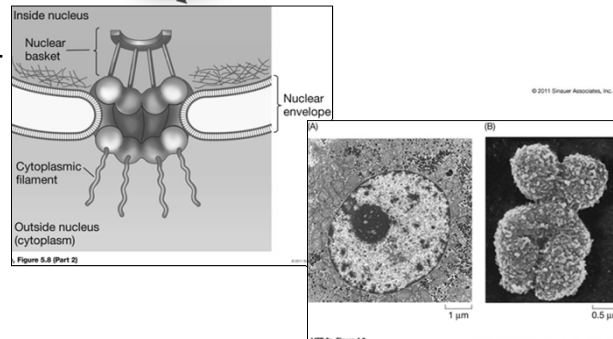 Inside nucleus
Nuclear
basket
Nuclear
envelope
Cytoplasmic
filament
Outside nucleus
(cytoplasm)
, Figure 5.8 (Part 2)
© 2011 Sinauer Associates, Inc.
(A)
(B)
1 µm
0.5 µ